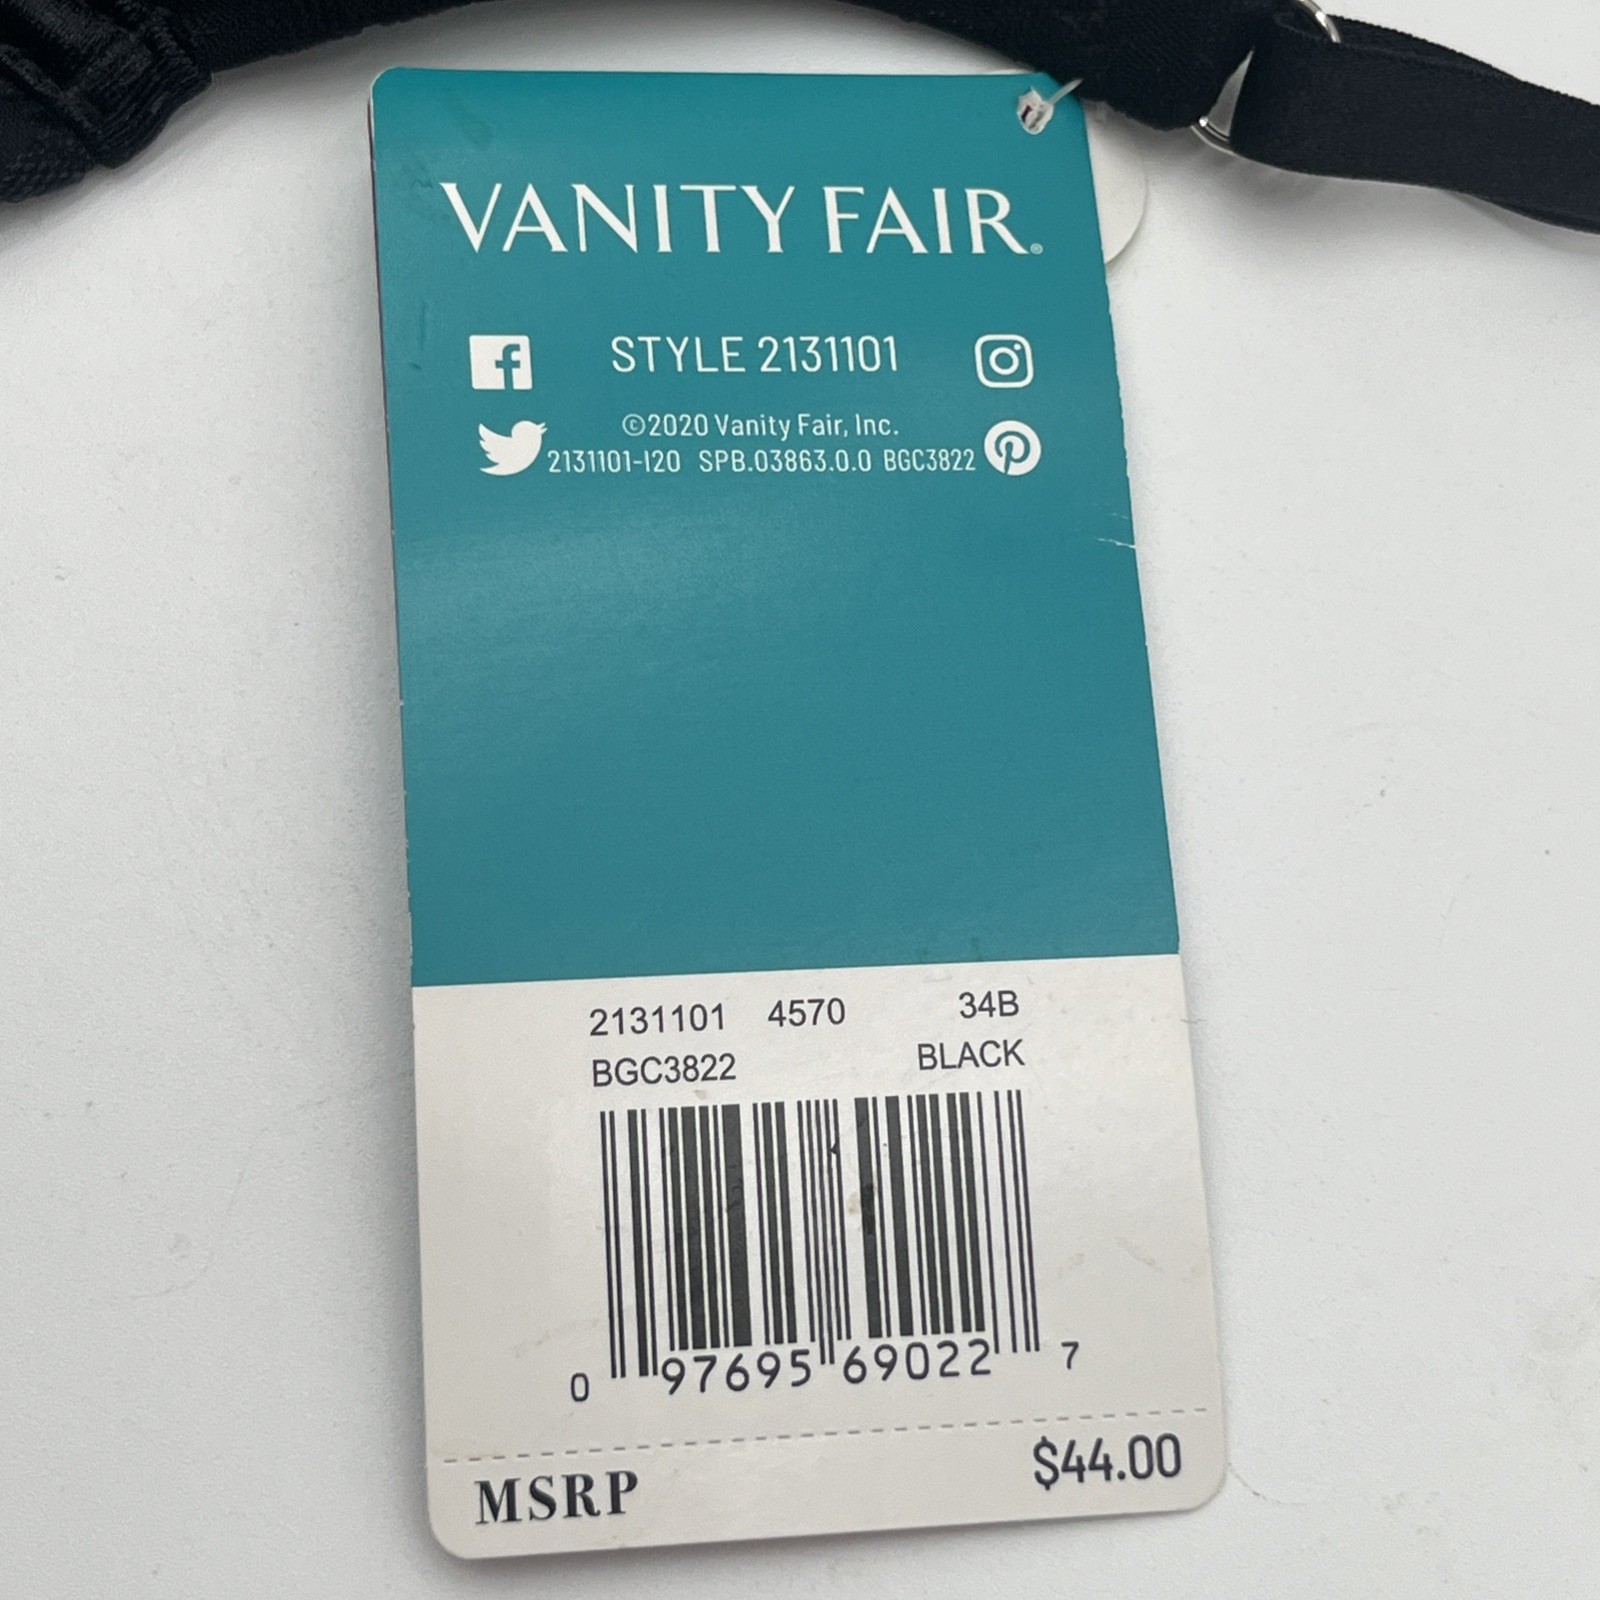 VANITY FAIR®
STYLE 2131101
©2020 Vanity Fair, Inc.
2131101-I20 SPB.03863.0.0 BGC3822
2131101 4570 34B
BGC3822 BLACK
0 97695 69022 7
MSRP $44.00